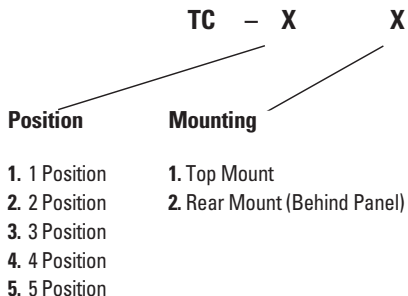 TC – X X
Position
1. 1 Position
2. 2 Position
3. 3 Position
4. 4 Position
5. 5 Position
Mounting
1. Top Mount
2. Rear Mount (Behind Panel)